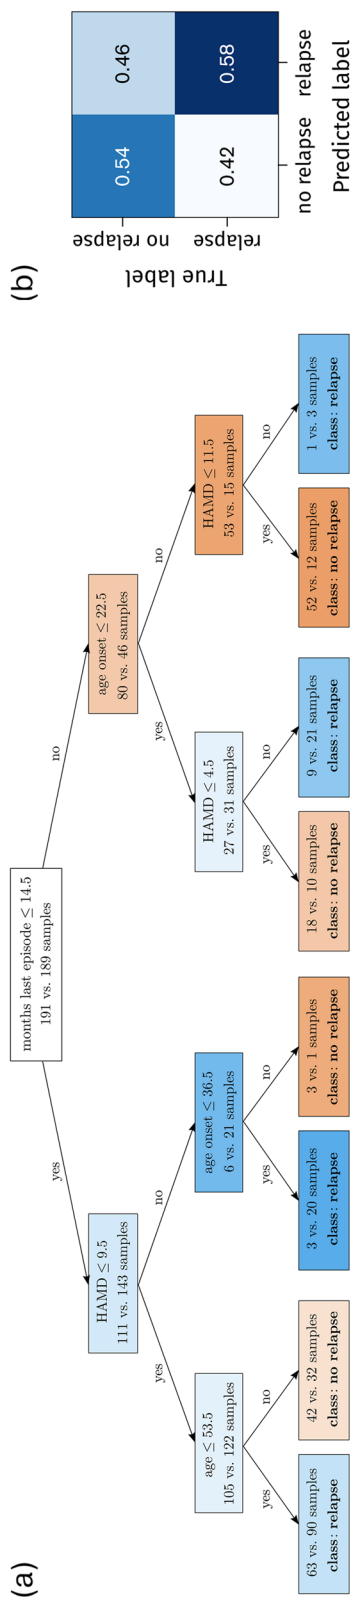 (a)
months last episode ≤ 14.5
191 vs. 189 samples
yes
no
HAMD ≤ 9.5
111 vs. 143 samples
age onset ≤ 22.5
80 vs. 46 samples
yes
no
yes
no
age ≤ 53.5
105 vs. 122 samples
age onset ≤ 36.5
6 vs. 21 samples
HAMD ≤ 4.5
27 vs. 31 samples
HAMD ≤ 11.5
53 vs. 15 samples
yes
no
yes
no
yes
no
yes
no
63 vs. 90 samples
class: relapse
42 vs. 32 samples
class: no relapse
3 vs. 20 samples
class: relapse
3 vs. 1 samples
class: no relapse
18 vs. 10 samples
class: no relapse
9 vs. 21 samples
class: relapse
52 vs. 12 samples
class: no relapse
1 vs. 3 samples
class: relapse
(b)
True label
no relapse
0.54
0.46
relapse
0.42
0.58
no relapse
relapse
Predicted label